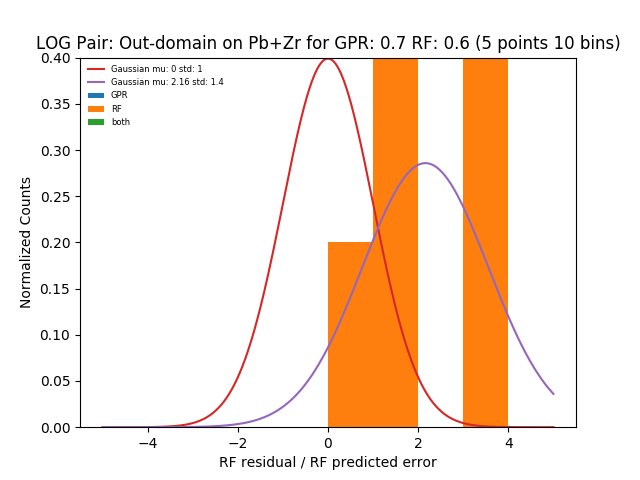 LOG Pair: Out-domain on Pb+Zr for GPR: 0.7 RF: 0.6 (5 points 10 bins)
Gaussian mu: 0 std: 1
Gaussian mu: 2.16 std: 1.4
GPR
RF
both
Normalized Counts
0.40
0.35
0.30
0.25
0.20
0.15
0.10
0.05
0.00
−4
−2
0
2
4
RF residual / RF predicted error